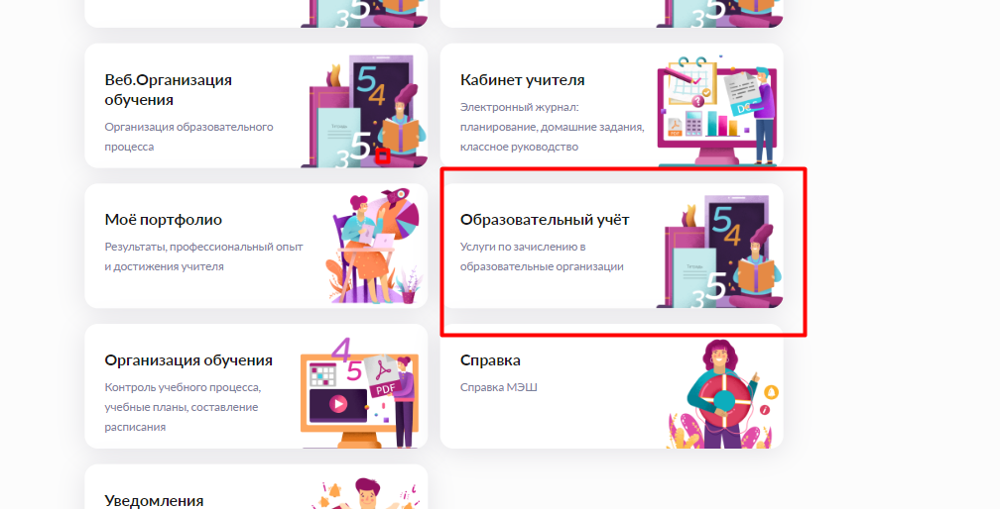 Веб.Организация
обучения
Организация образовательного
процесса
Кабинет учителя
Электронный журнал:
планирование, домашние задания,
классное руководство
Моё портфолио
Результаты, профессиональный опыт
и достижения учителя
Образовательный учёт
Услуги по зачислению в
образовательные организации
Организация обучения
Контроль учебного процесса,
учебные планы, составление
расписания
PDF
Справка
Справка МЭШ
Уведомления